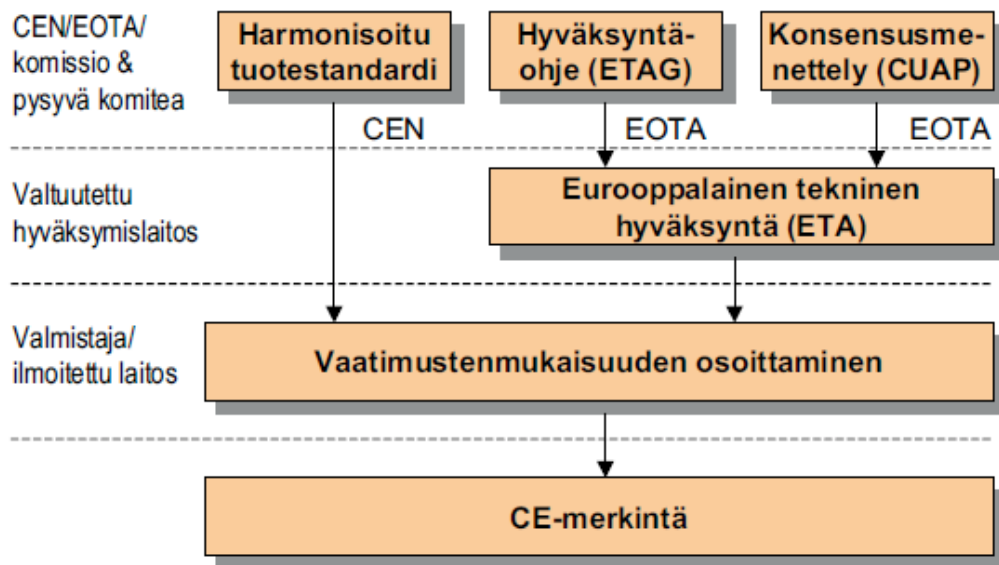 CEN/EOTA/
komissio &
pysyvä komitea
Harmonisoitu
tuotestandardi
Hyväksyntä-
ohje (ETAG)
Konsensusme-
nettely (CUAP)
CEN
EOTA
EOTA
Valtuutettu
hyväksymislaitos
Eurooppalainen tekninen
hyväksyntä (ETA)
Valmistaja/
ilmoitettu laitos
Vaatimustenmukaisuuden osoittaminen
CE-merkintä